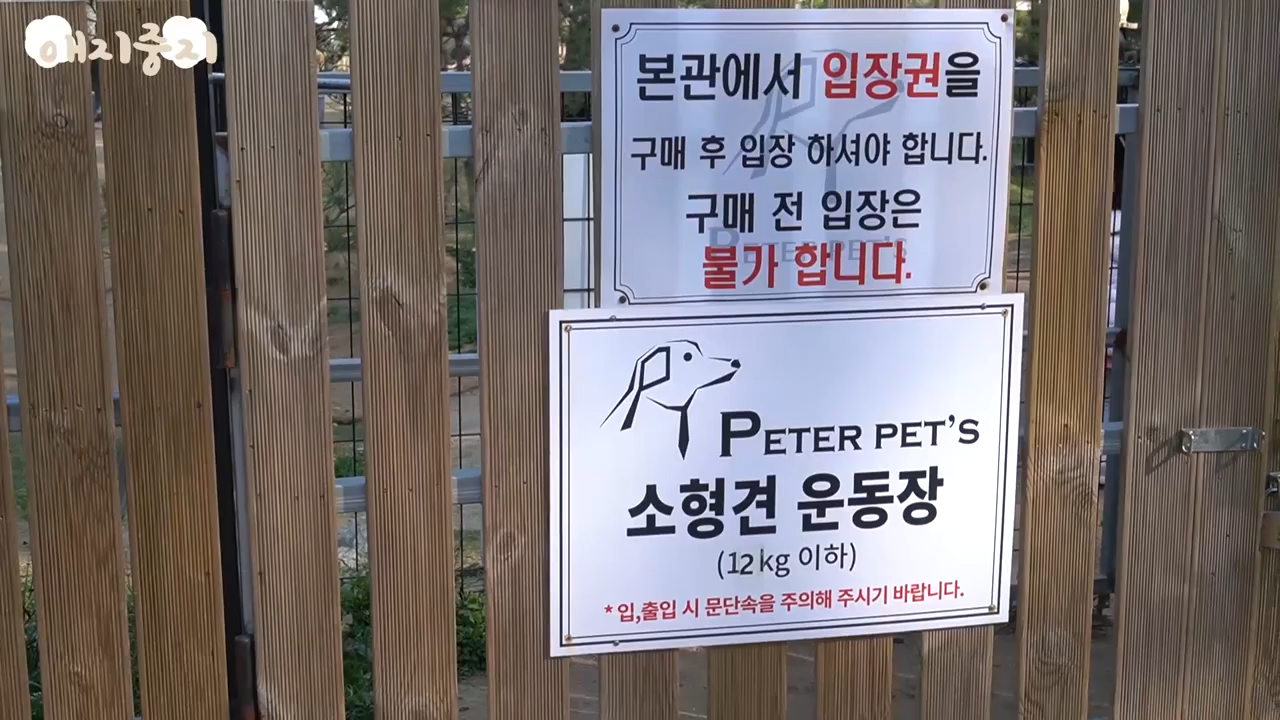 애지중지
본관에서 입장권을
구매 후 입장 하셔야 합니다.
구매 전 입장은
PETER PET'S
불가 합니다.
PETER PET'S
소형견 운동장
(12kg 이하)
* 입,출입 시 문단속을 주의해 주시기 바랍니다.